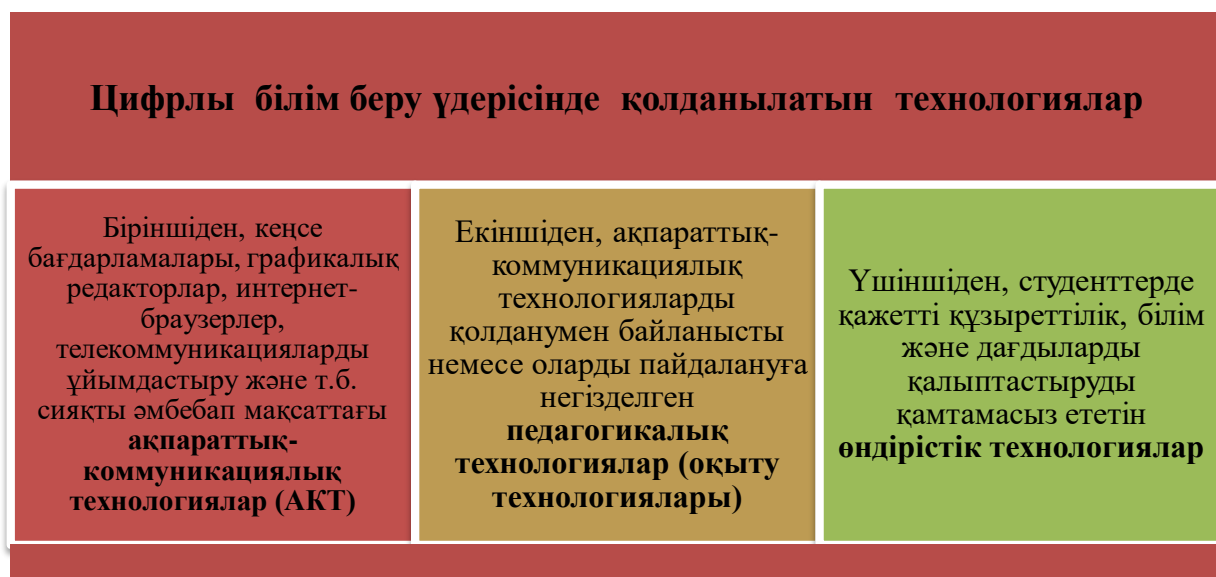 Цифрлы білім беру үдерісінде қолданылатын технологиялар
Біріншіден, кеңсе
бағдарламалары, графикалық
редакторлар, интернет-
браузерлер,
телекоммуникацияларды
ұйымдастыру және т.б.
сияқты әмбебап мақсаттағы
ақпараттық-
коммуникациялық
технологиялар (АКТ)
Екіншіден, ақпараттық-
коммуникациялық
технологияларды
қолданумен байланысты
немесе оларды пайдалануға
негізделген
педагогикалық
технологиялар (оқыту
технологиялары)
Үшіншіден, студенттерде
қажетті құзыреттілік, білім
және дағдыларды
қалыптастыруды
қамтамасыз ететін
өндірістік технологиялар